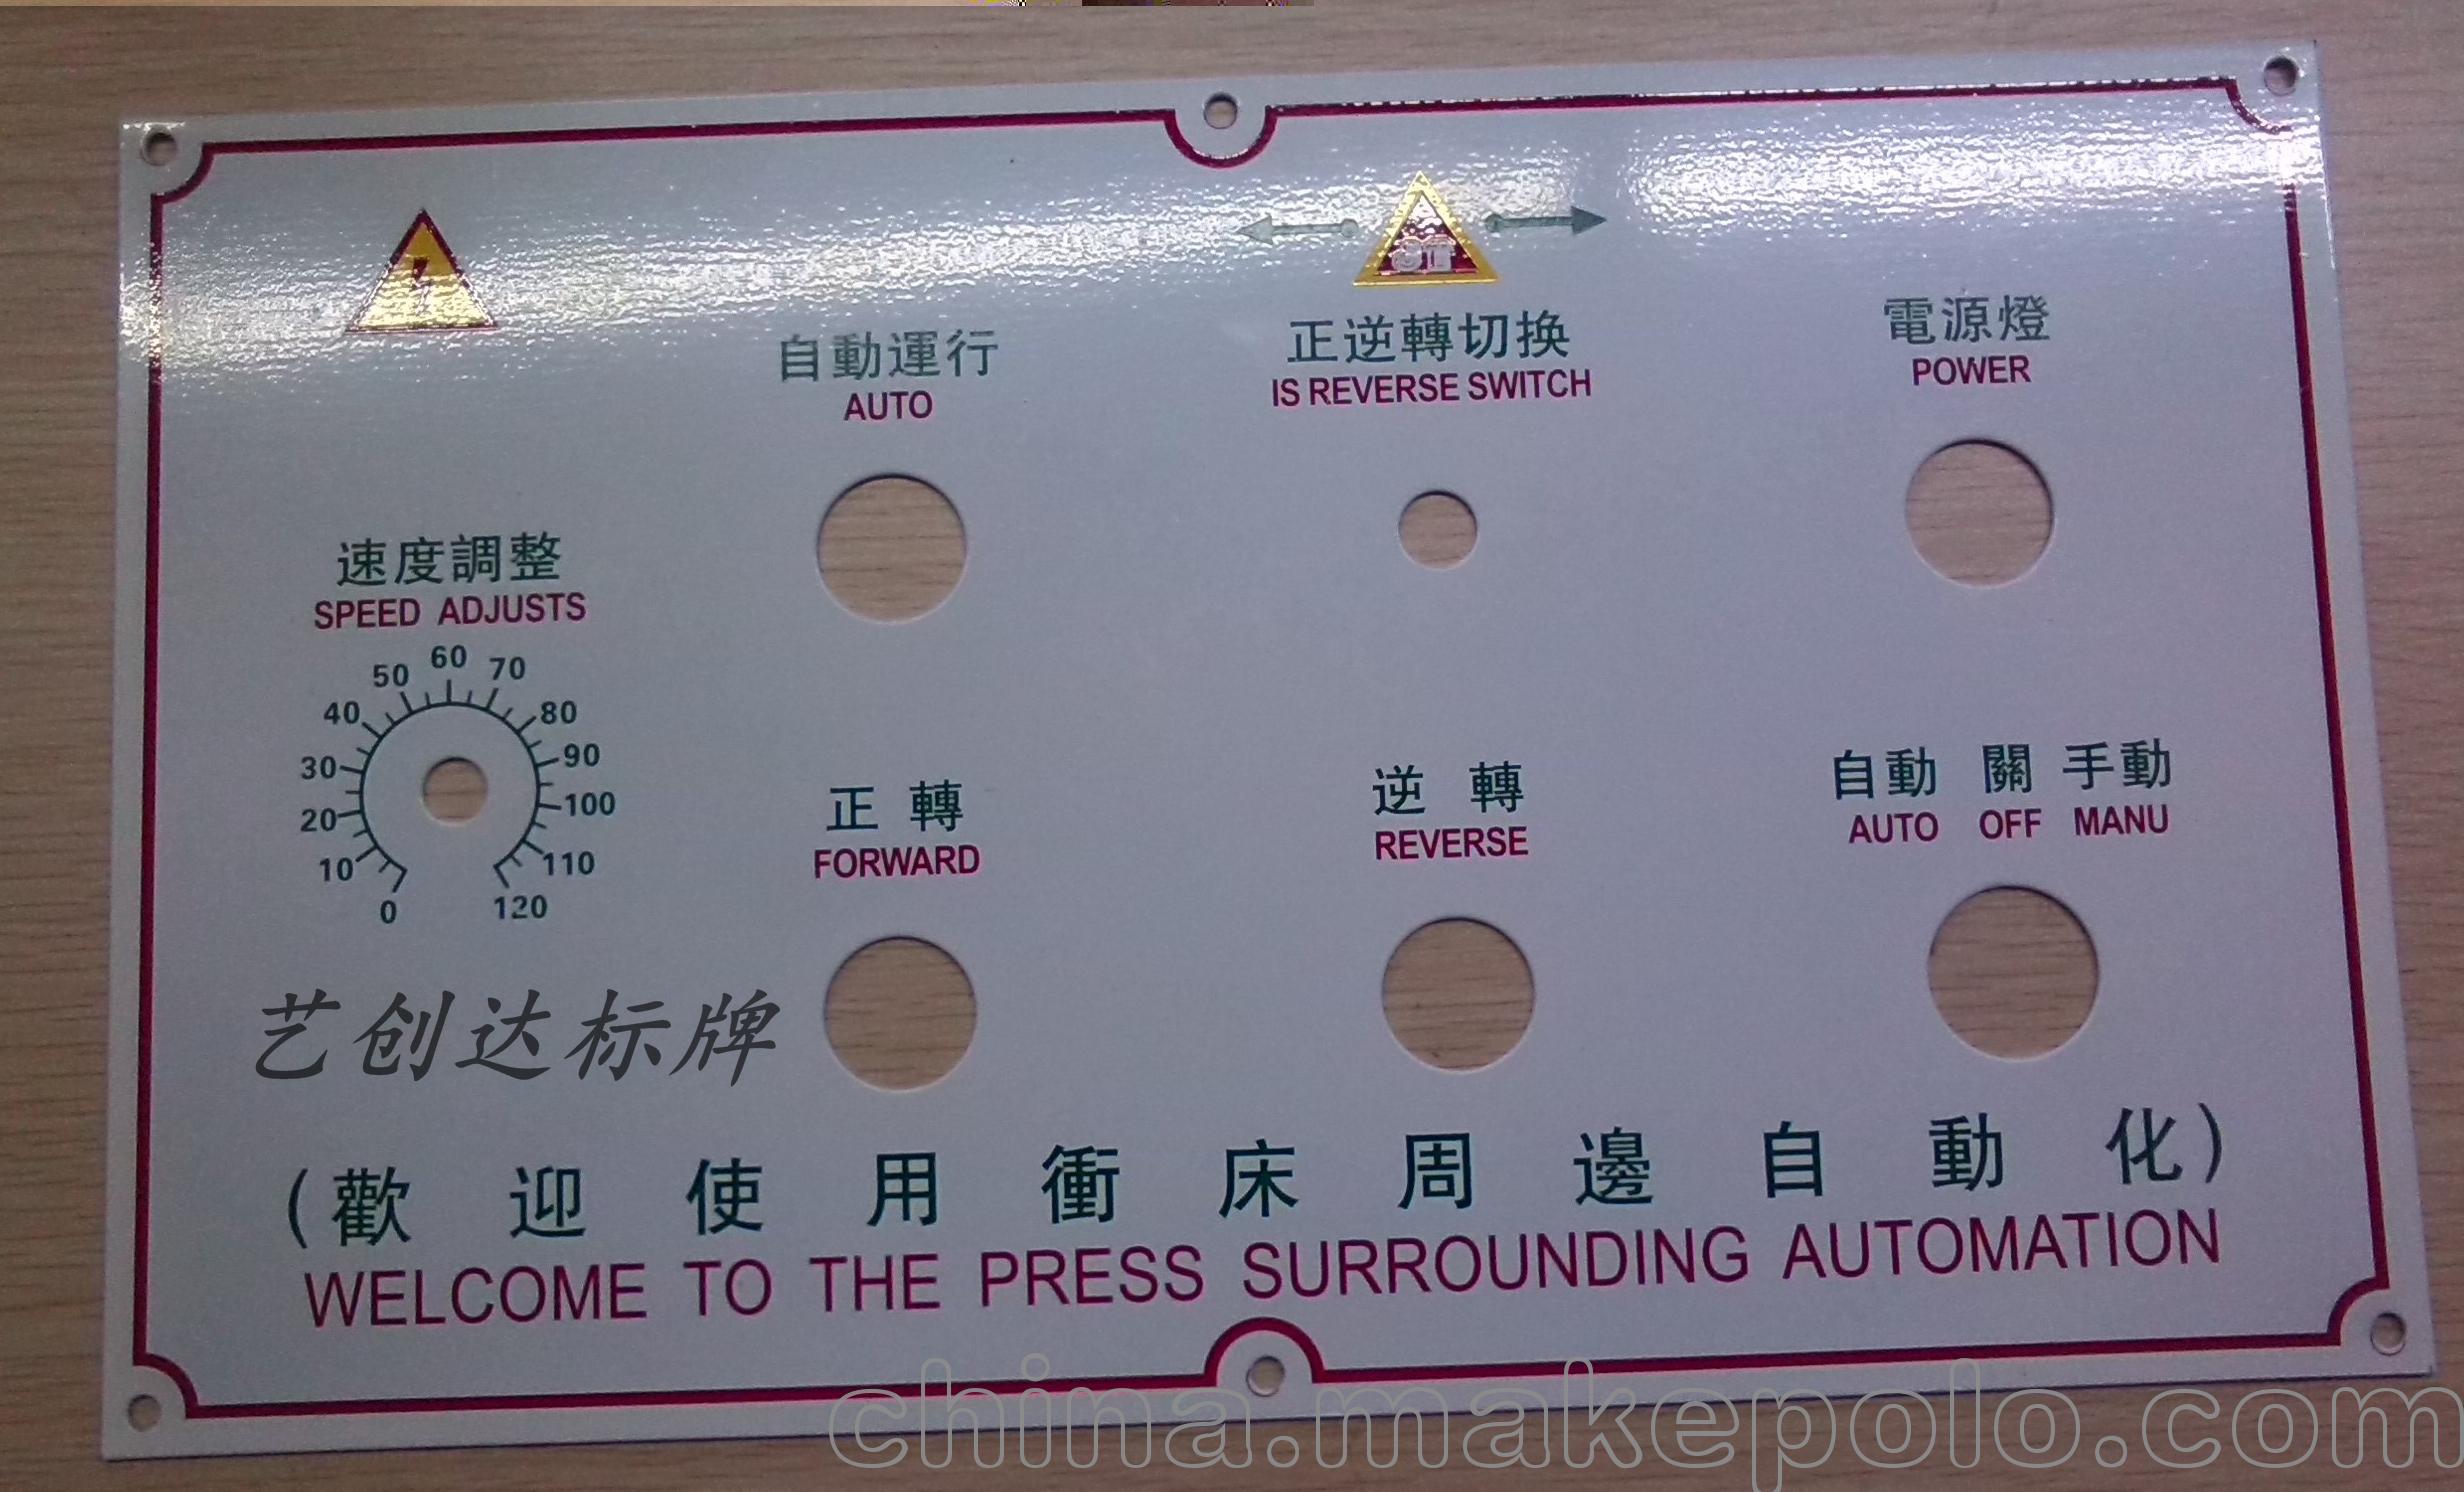 自動運行
AUTO
正逆轉切换
IS REVERSE SWITCH
電源燈
POWER
速度調整
SPEED ADJUSTS
0 10 20 30 40 50 60 70 80 90 100 110 120
正 轉
FORWARD
逆 轉
REVERSE
自動 關 手動
AUTO OFF MANU
艺创达标牌
(歡迎使用衝床周邊自動化)
WELCOME TO THE PRESS SURROUNDING AUTOMATION
china.makepolo.com